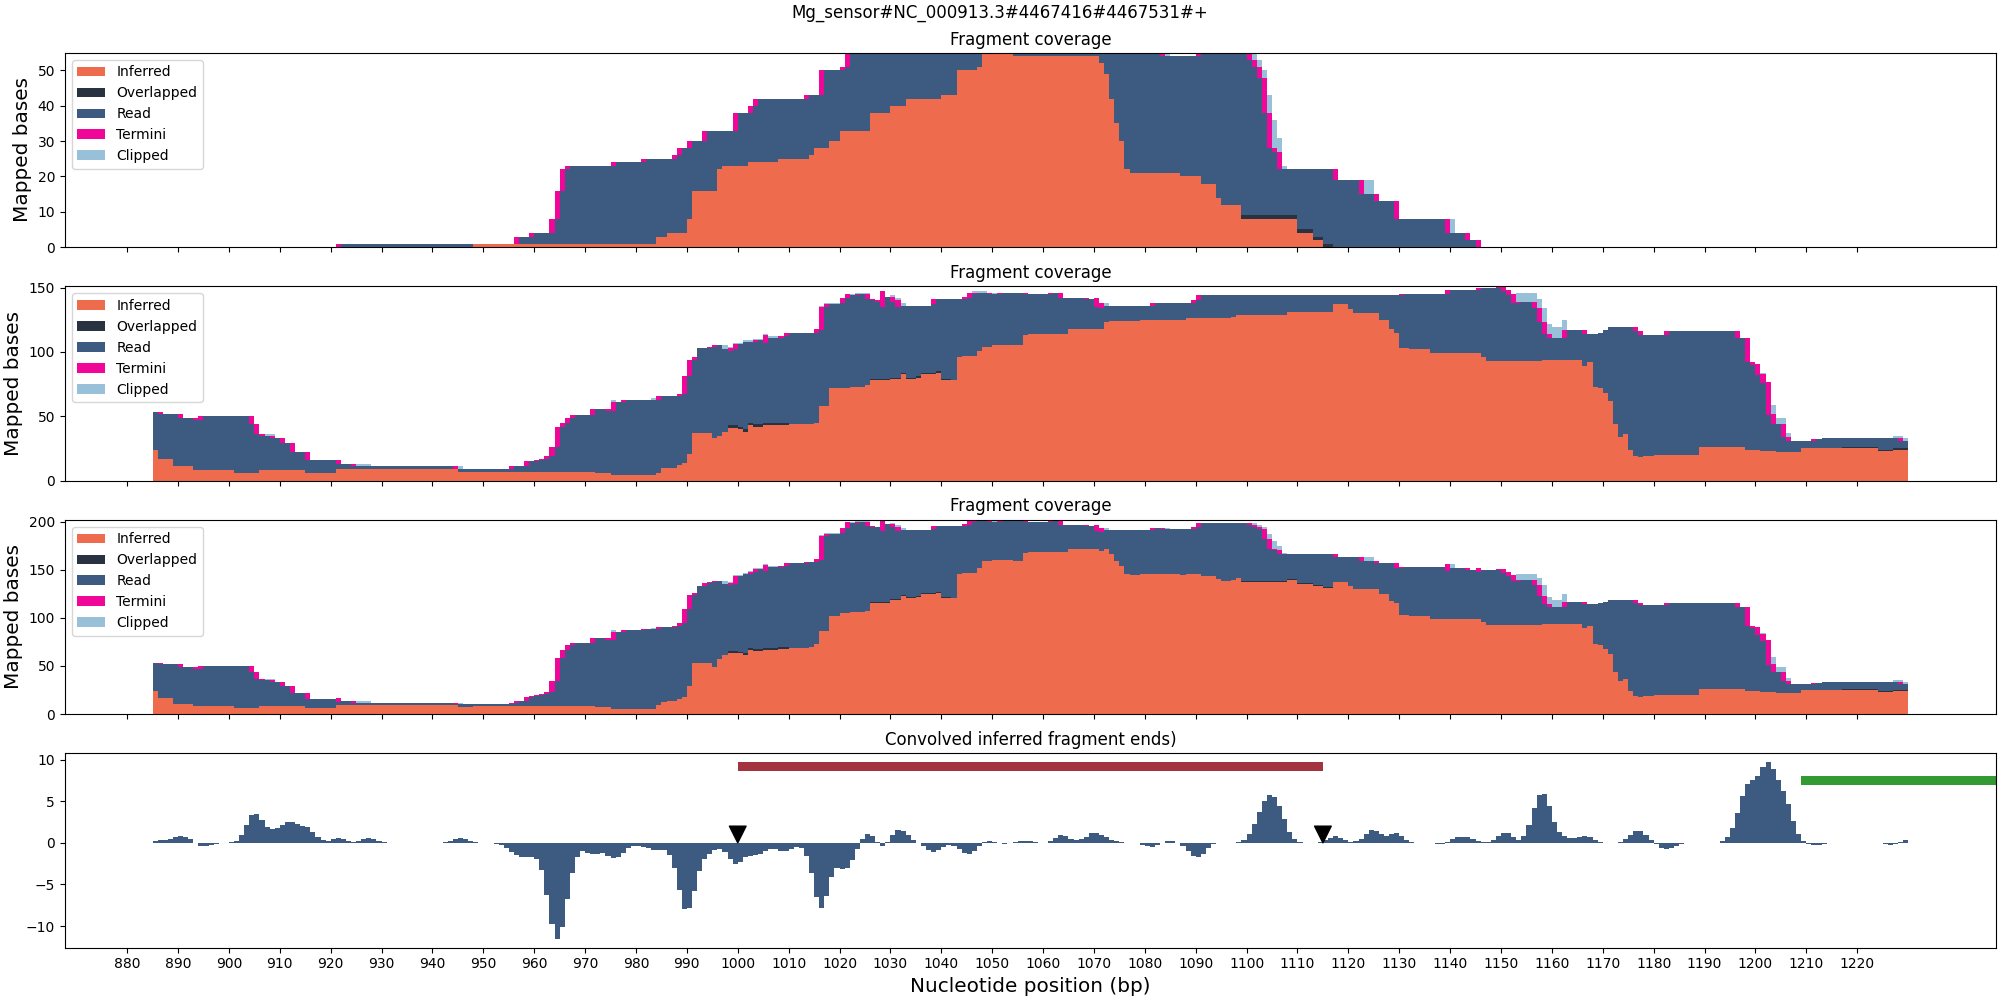 Mg_sensor#NC_000913.3#4467416#4467531#+
Fragment coverage
Mapped bases
50
40
30
20
10
0
Inferred
Overlapped
Read
Termini
Clipped
Fragment coverage
Mapped bases
150
100
50
0
Inferred
Overlapped
Read
Termini
Clipped
Fragment coverage
Mapped bases
200
150
100
50
0
Inferred
Overlapped
Read
Termini
Clipped
Convolved inferred fragment ends)
10
5
0
−5
−10
880 890 900 910 920 930 940 950 960 970 980 990 1000 1010 1020 1030 1040 1050 1060 1070 1080 1090 1100 1110 1120 1130 1140 1150 1160 1170 1180 1190 1200 1210 1220
Nucleotide position (bp)